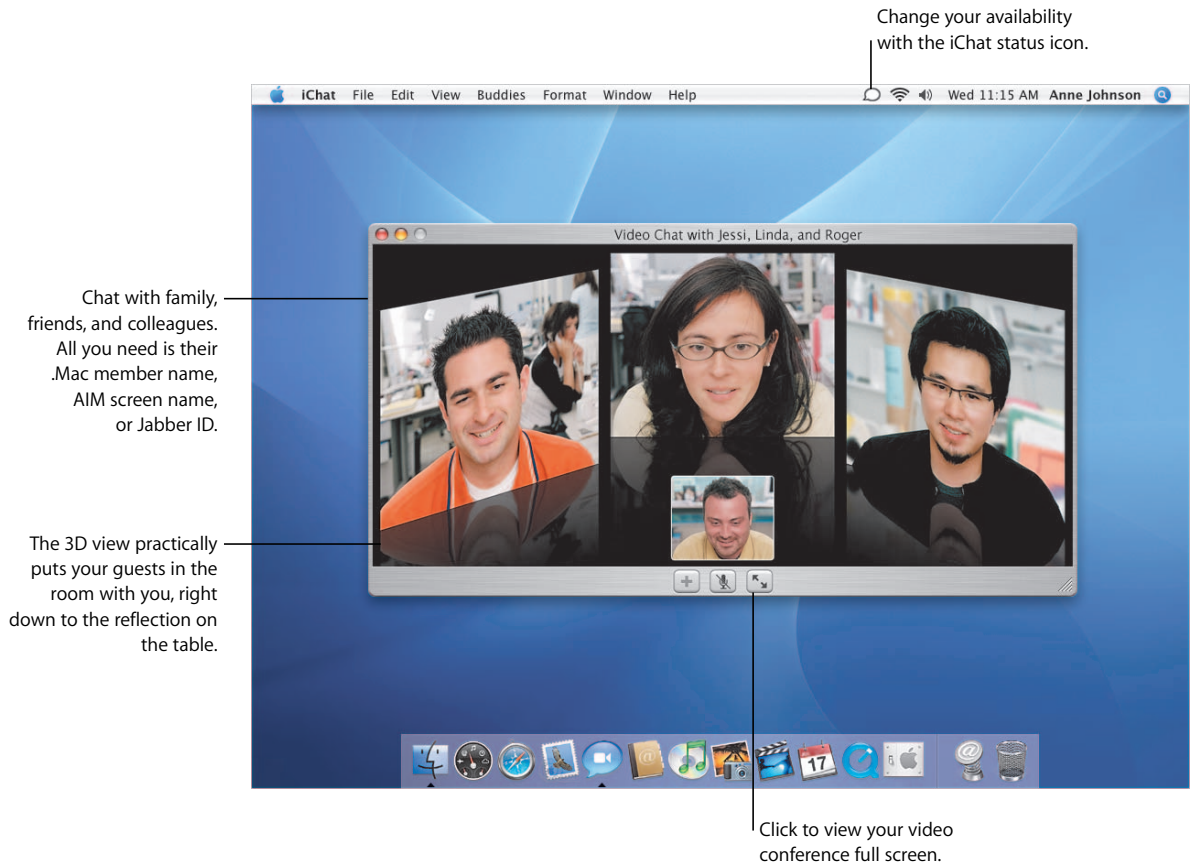 Change your availability
with the iChat status icon.
iChat File Edit View Buddies Format Window Help Wed 11:15 AM Anne Johnson
Video Chat with Jessi, Linda, and Roger
Chat with family,
friends, and colleagues.
All you need is their
.Mac member name,
AIM screen name,
or Jabber ID.
The 3D view practically
puts your guests in the
room with you, right
down to the reflection on
the table.
17
Click to view your video
conference full screen.